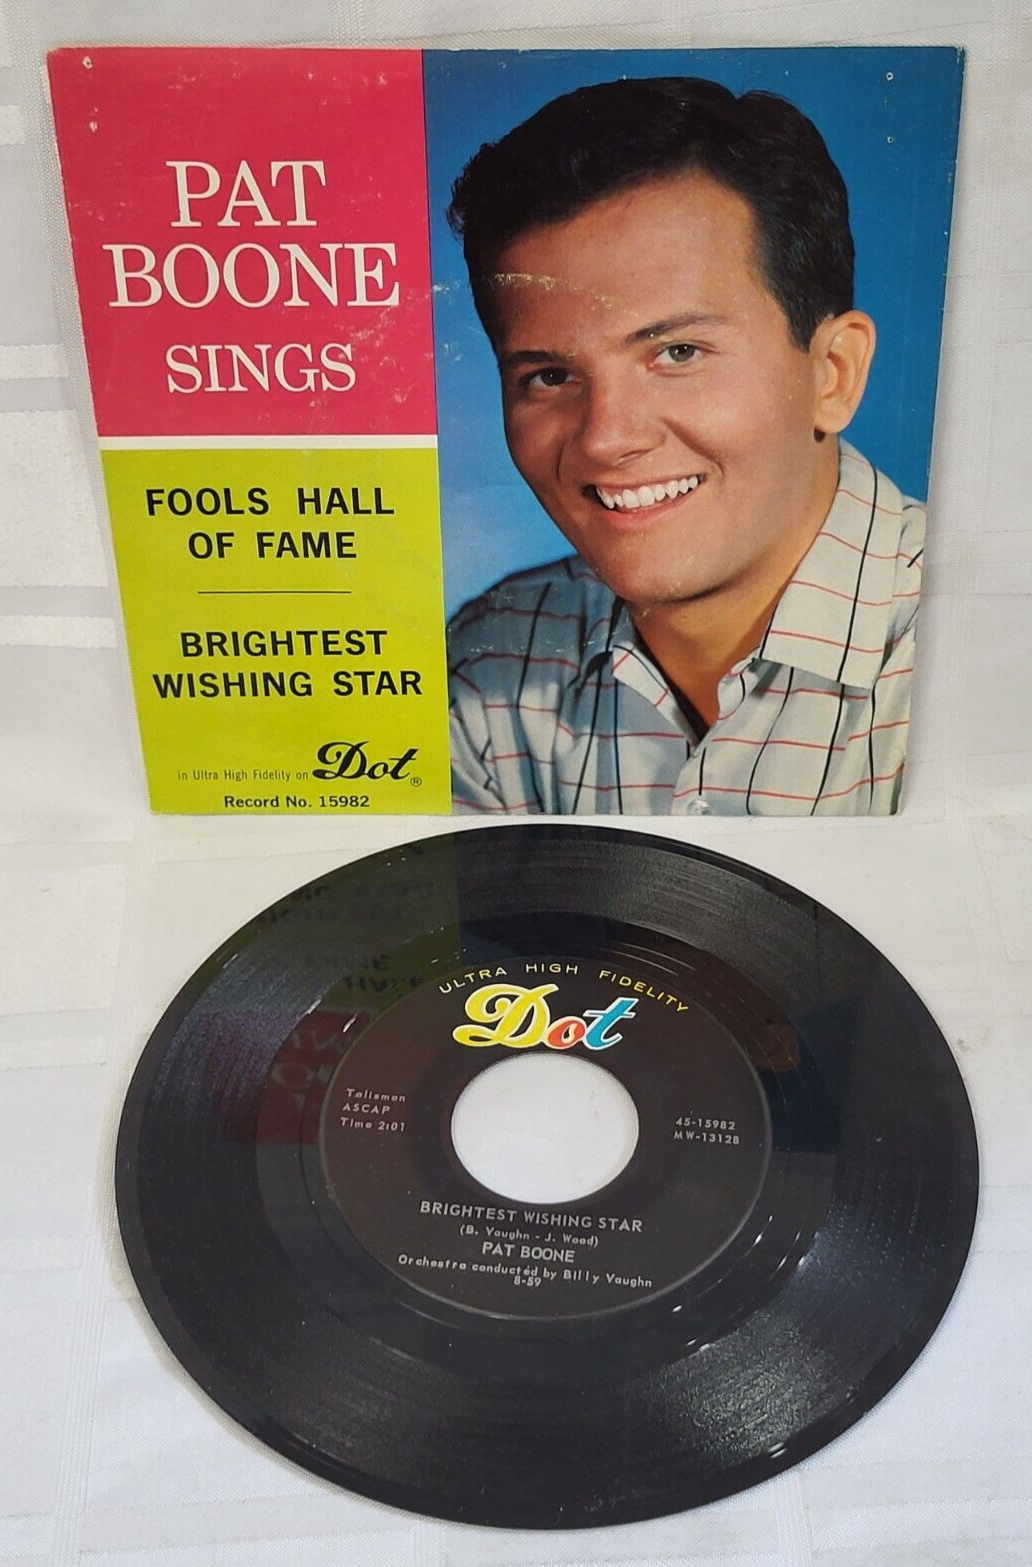 PAT
BOONE
SINGS
FOOLS HALL
OF FAME
BRIGHTEST
WISHING STAR
in Ultra High Fidelity on Dot ®
Record No. 15982
ULTRA HIGH FIDELITY
Dot
Talisman
ASCAP
Time 2:01
45-15982
MW-13128
BRIGHTEST WISHING STAR
(B. Vaughn - J. Wood)
PAT BOONE
Orchestra conducted by Billy Vaughn
8-59